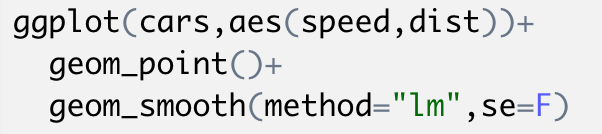 ggplot(cars,aes(speed,dist))+
  geom_point()+
  geom_smooth(method="lm",se=F)